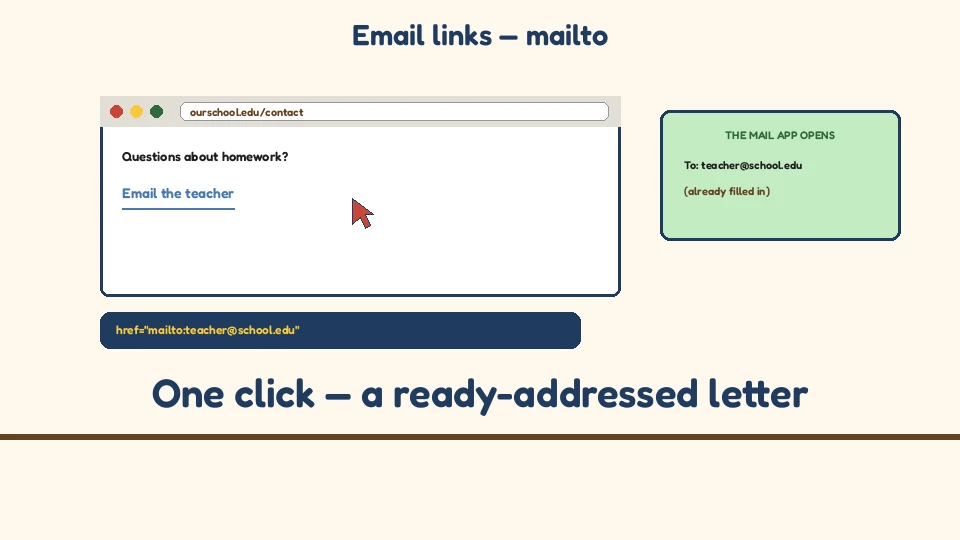 Email links — mailto
ourschool.edu/contact
Questions about homework?
Email the teacher
THE MAIL APP OPENS
To: teacher@school.edu
(already filled in)
href="mailto:teacher@school.edu"
One click — a ready-addressed letter